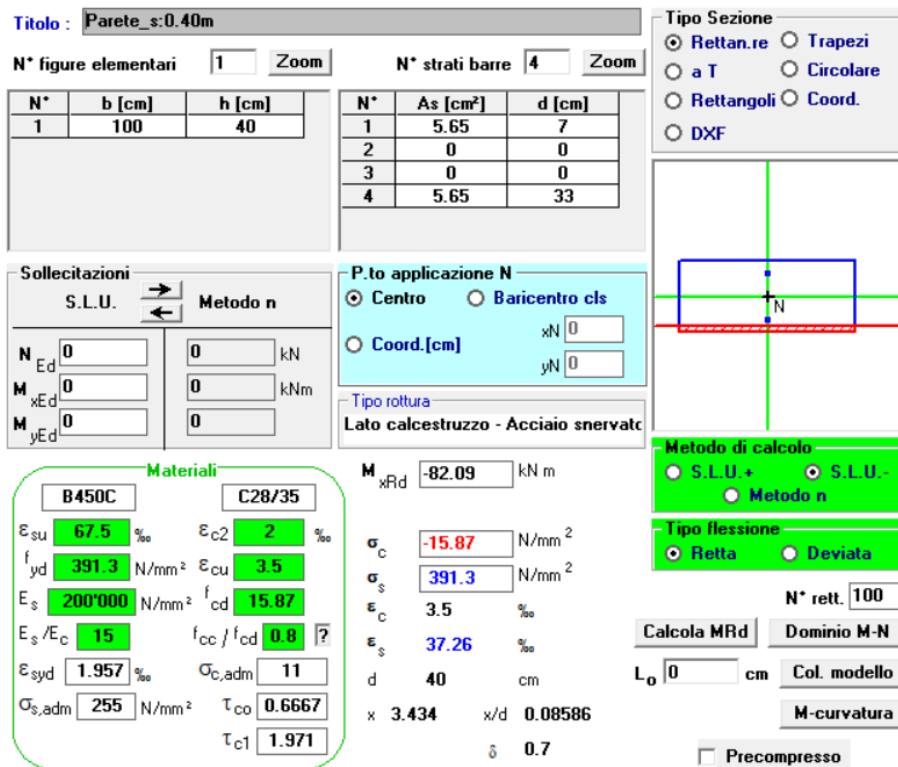 Titolo : Parete_s:0.40m
N° figure elementari 1 Zoom N° strati barre 4 Zoom
N° b [cm] h [cm]
1 100 40
N° As [cm²] d [cm]
1 5.65 7
2 0 0
3 0 0
4 5.65 33
Tipo Sezione
Rettan.re Trapezi
a T Circolare
Rettangoli Coord.
DXF
N
Sollecitazioni
S.L.U. Metodo n
N Ed 0 0 kN
M xEd 0 0 kNm
M yEd 0 0
P.to applicazione N
Centro Baricentro cls
Coord.[cm] xN 0
yN 0
Tipo rottura
Lato calcestruzzo - Acciaio snervato
Materiali
B450C C28/35
εsu 67.5 ‰ εc2 2 ‰
fyd 391.3 N/mm² εcu 3.5
Es 200'000 N/mm² fcd 15.87
Es/Ec 15 fcc / fcd 0.8 ?
εsyd 1.957 ‰ σc,adm 11
σs,adm 255 N/mm² τco 0.6667
τc1 1.971
M xRd -82.09 kN m
σc -15.87 N/mm²
σs 391.3 N/mm²
εc 3.5 ‰
εs 37.26 ‰
d 40 cm
x 3.434 x/d 0.08586
δ 0.7
Metodo di calcolo
S.L.U.+ S.L.U.-
Metodo n
Tipo flessione
Retta Deviata
N° rett. 100
Calcola MRd Dominio M-N
Lo 0 cm Col. modello
M-curvatura
Precompresso